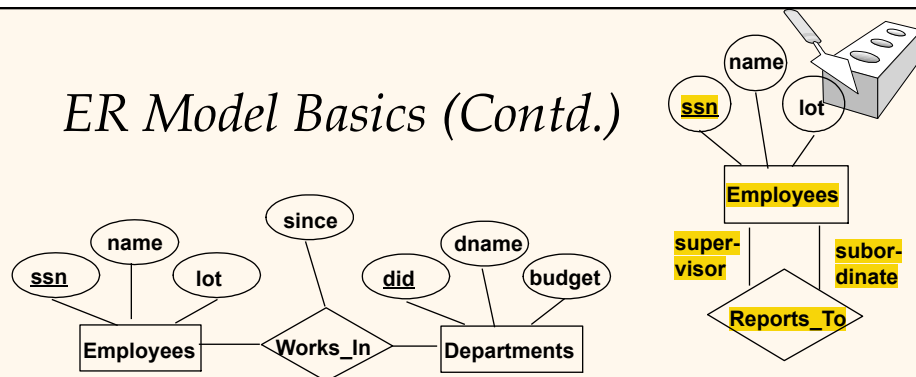 ER Model Basics (Contd.)
since
name
dname
ssn
lot
did
budget
Employees
Works_In
Departments
name
ssn
lot
Employees
super-
visor
subor-
dinate
Reports_To